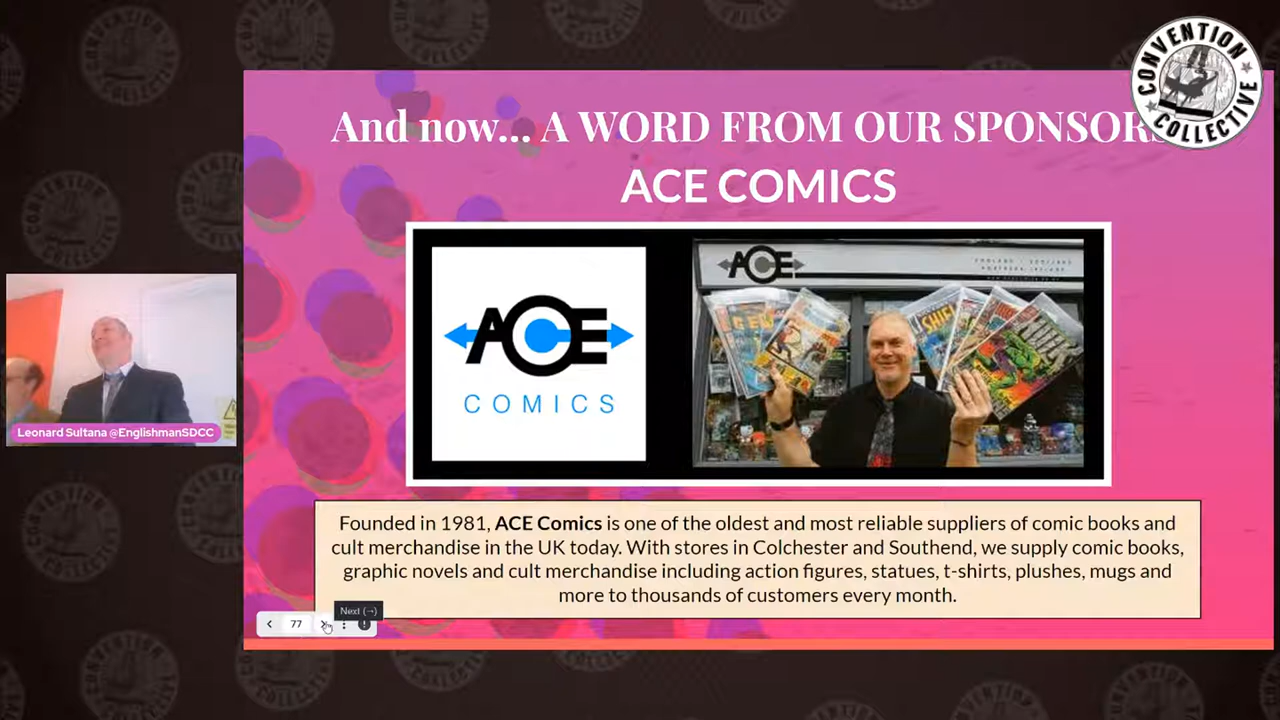 CONVENTION
COLLECTIVE
And now... A WORD FROM OUR SPONSORS
ACE COMICS
ACE
COMICS
ACE
SHIELD
HULK
Leonard Sultana @EnglishmanSDCC
Founded in 1981, ACE Comics is one of the oldest and most reliable suppliers of comic books and
cult merchandise in the UK today. With stores in Colchester and Southend, we supply comic books,
graphic novels and cult merchandise including action figures, statues, t-shirts, plushes, mugs and
more to thousands of customers every month.
Next (→)
77